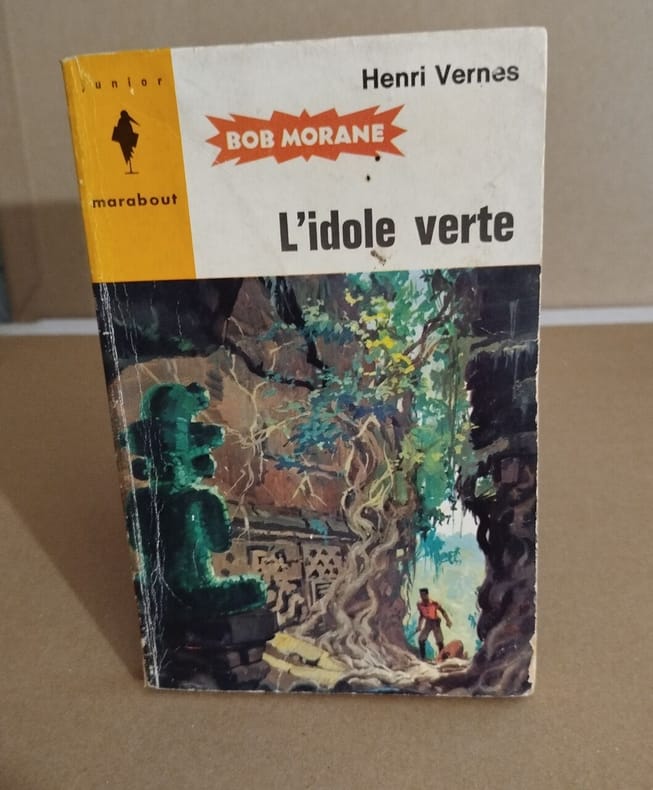 junior
marabout
Henri Vernes
BOB MORANE
L'idole verte